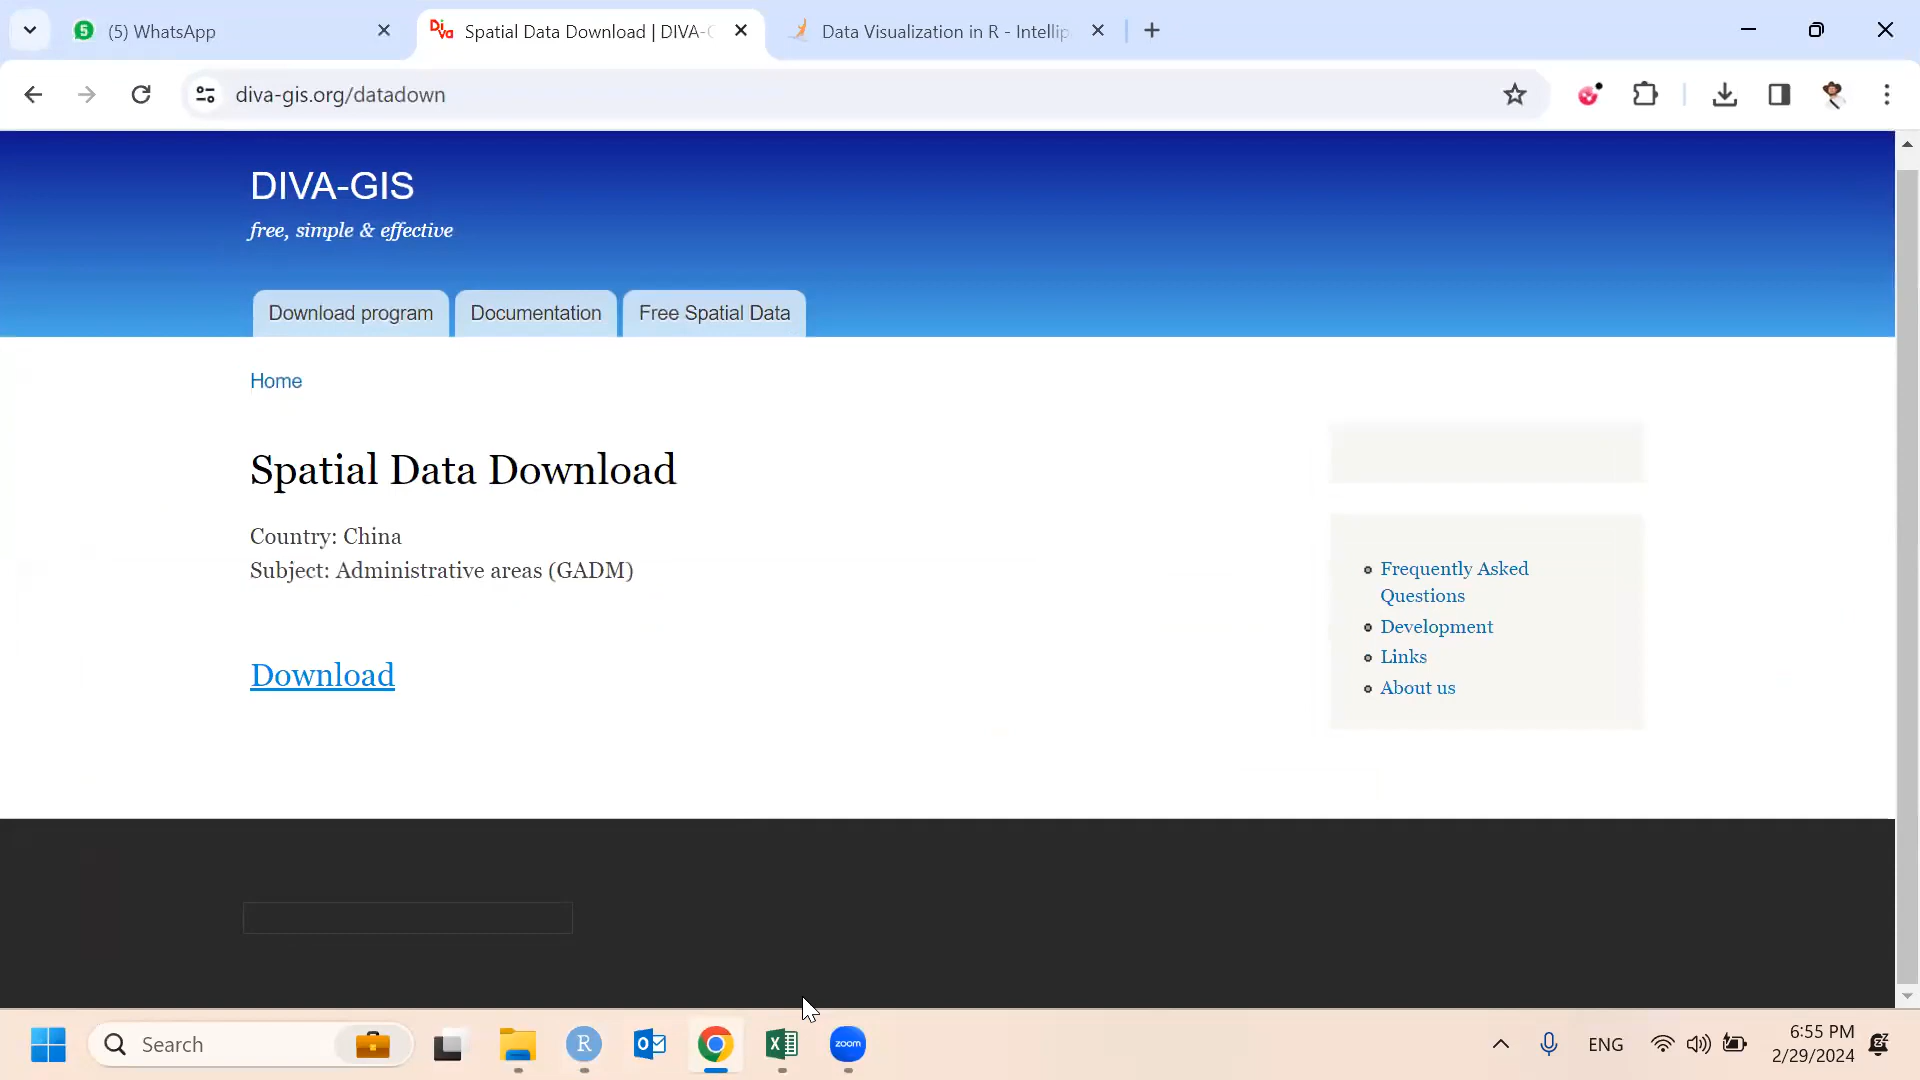 (5) WhatsApp
Spatial Data Download | DIVA-G
Data Visualization in R - Intellip
diva-gis.org/datadown
DIVA-GIS
free, simple & effective
Download program
Documentation
Free Spatial Data
Home
Spatial Data Download
Country: China
Subject: Administrative areas (GADM)
Download
Frequently Asked
Questions
Development
Links
About us
Search
zoom
ENG
6:55 PM
2/29/2024